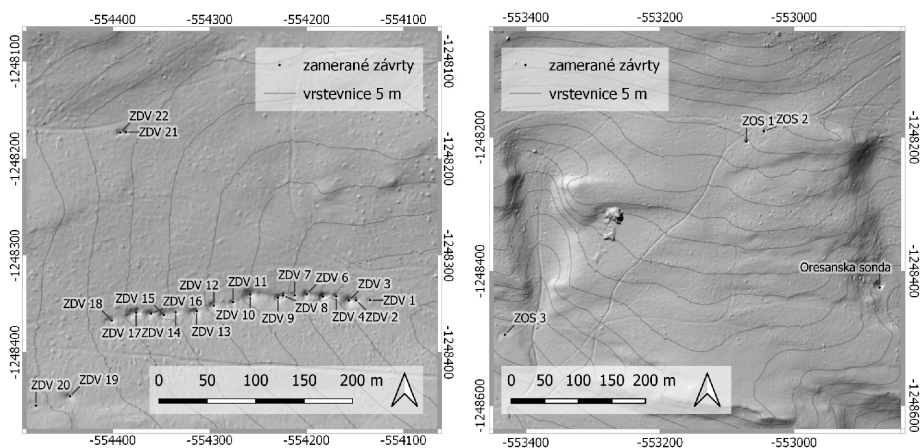 -554400 -554300 -554200 -554100
-1248100
-1248100
zamerané závrty
vrstevnice 5 m
ZDV 22
ZDV 21
-1248200
-1248200
-1248300
-1248300
ZDV 12 ZDV 11 ZDV 7 ZDV 6 ZDV 3
ZDV 18 ZDV 15 ZDV 16 ZDV 10 ZDV 8 ZDV 1
ZDV 17 ZDV 14 ZDV 13 ZDV 9 ZDV 4 ZDV 2
-1248400
-1248400
ZDV 20 ZDV 19
0 50 100 150 200 m
-554400 -554300 -554200 -554100
-553400 -553200 -553000
zamerané závrty
vrstevnice 5 m
ZOS 1 ZOS 2
-1248200
-1248200
Oresanska sonda
-1248400
-1248400
ZOS 3
0 50 100 150 200 m
-1248600
-1248600
-553400 -553200 -553000